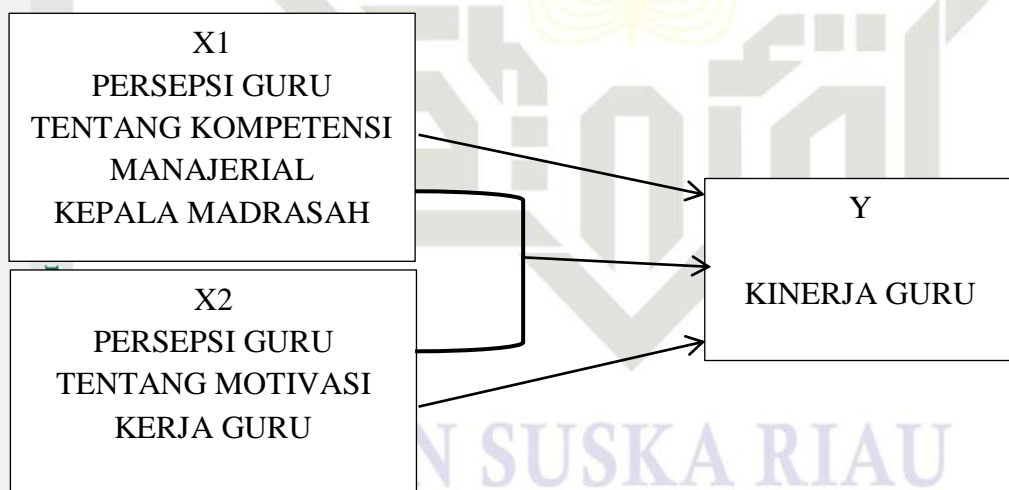 X1
PERSEPSI GURU
TENTANG KOMPETENSI
MANAJERIAL
KEPALA MADRASAH
X2
PERSEPSI GURU
TENTANG MOTIVASI
KERJA GURU
Y
KINERJA GURU
N SUSKA RIAU